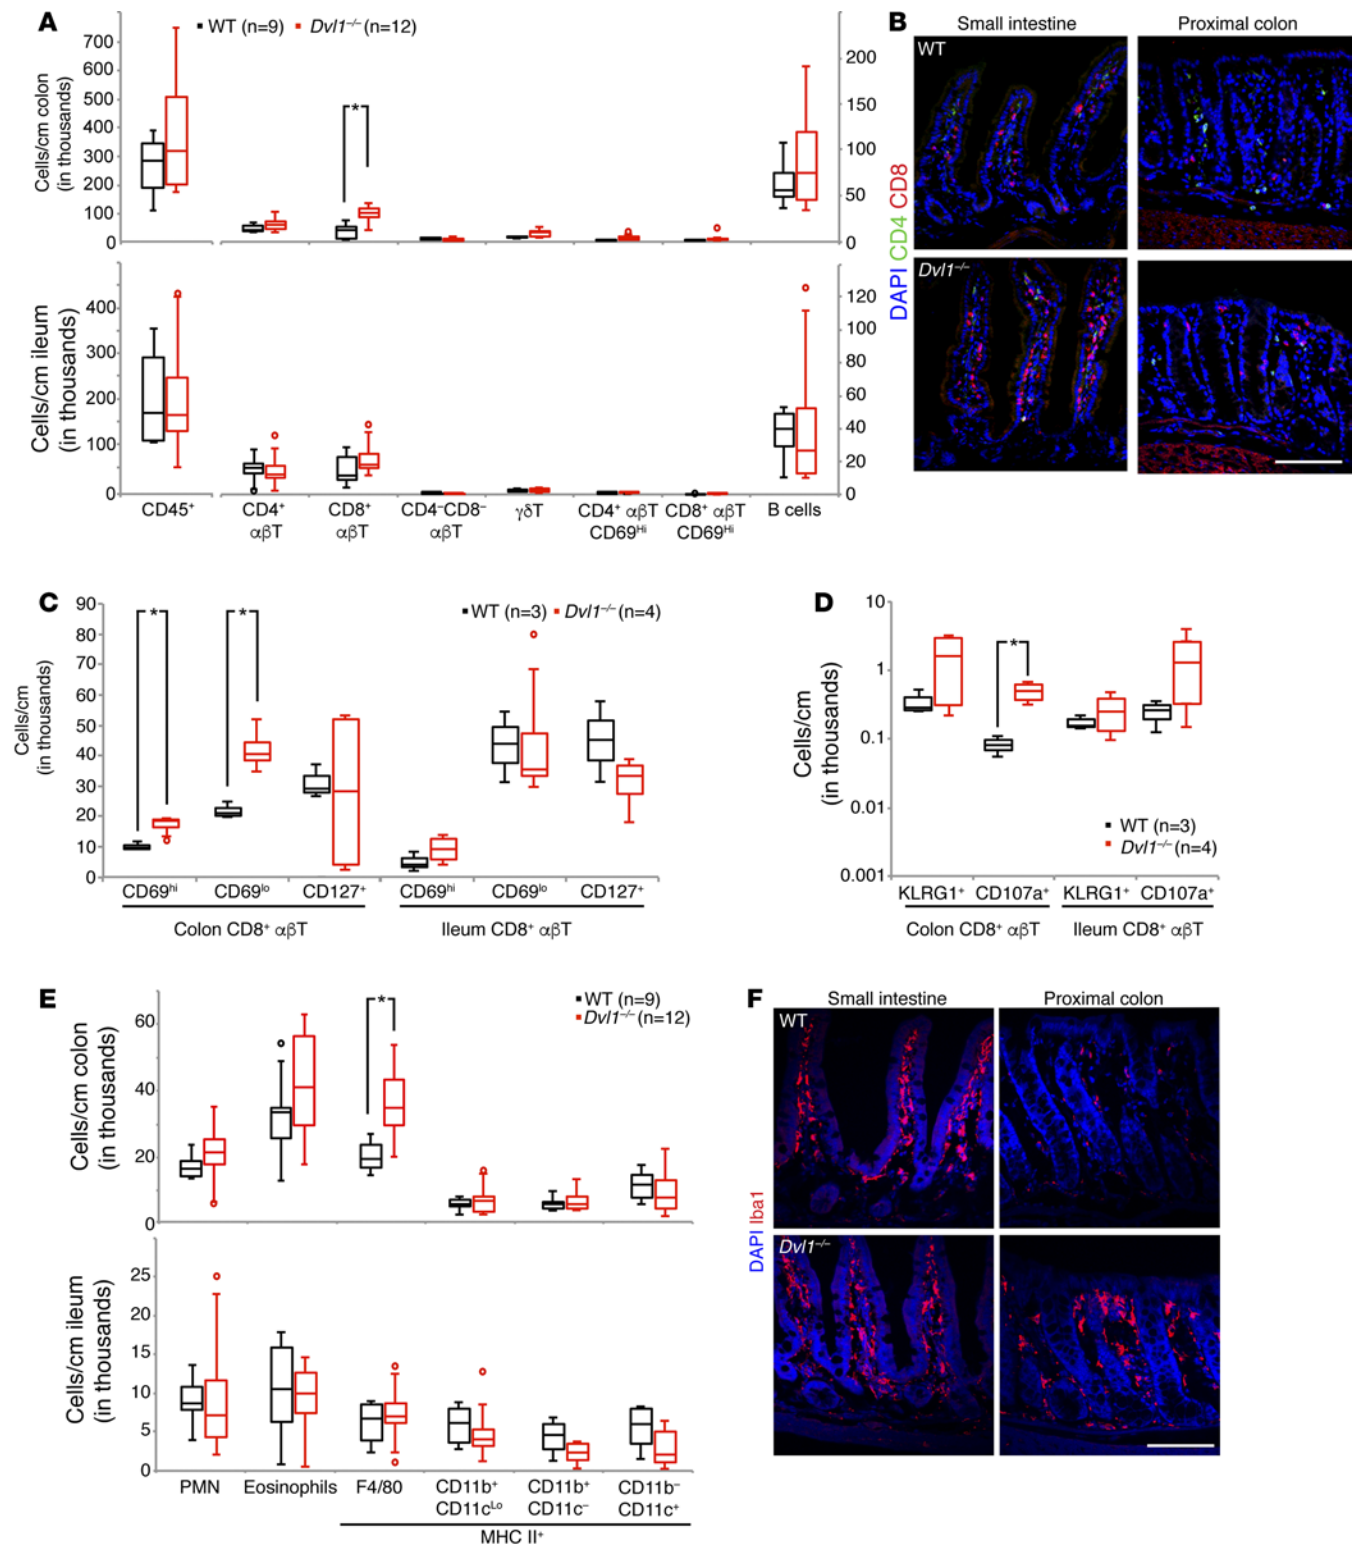 A
WT (n=9) Dvl1−/− (n=12)
Cells/cm colon
(in thousands)
700
600
500
400
300
200
100
0
200
150
100
50
0
Cells/cm ileum
(in thousands)
400
300
200
100
0
120
100
80
60
40
20
0
*
CD45+
CD4+
αβT
CD8+
αβT
CD4−CD8−
αβT
γδT
CD4+ αβT
CD69Hi
CD8+ αβT
CD69Hi
B cells
B
Small intestine Proximal colon
WT
Dvl1−/−
DAPI CD4 CD8
C
WT (n=3) Dvl1−/− (n=4)
Cells/cm
(in thousands)
90
80
70
60
50
40
30
20
10
0
* *
CD69hi CD69lo CD127+ CD69hi CD69lo CD127+
Colon CD8+ αβT Ileum CD8+ αβT
D
Cells/cm
(in thousands)
10
1
0.1
0.01
0.001
*
WT (n=3)
Dvl1−/− (n=4)
KLRG1+ CD107a+ KLRG1+ CD107a+
Colon CD8+ αβT Ileum CD8+ αβT
E
WT (n=9)
Dvl1−/− (n=12)
Cells/cm colon
(in thousands)
60
40
20
0
*
Cells/cm ileum
(in thousands)
25
20
15
10
5
0
PMN Eosinophils F4/80
CD11b+
CD11cLo
CD11b+
CD11c−
CD11b−
CD11c+
MHC II+
F
Small intestine Proximal colon
WT
Dvl1−/−
DAPI Iba1